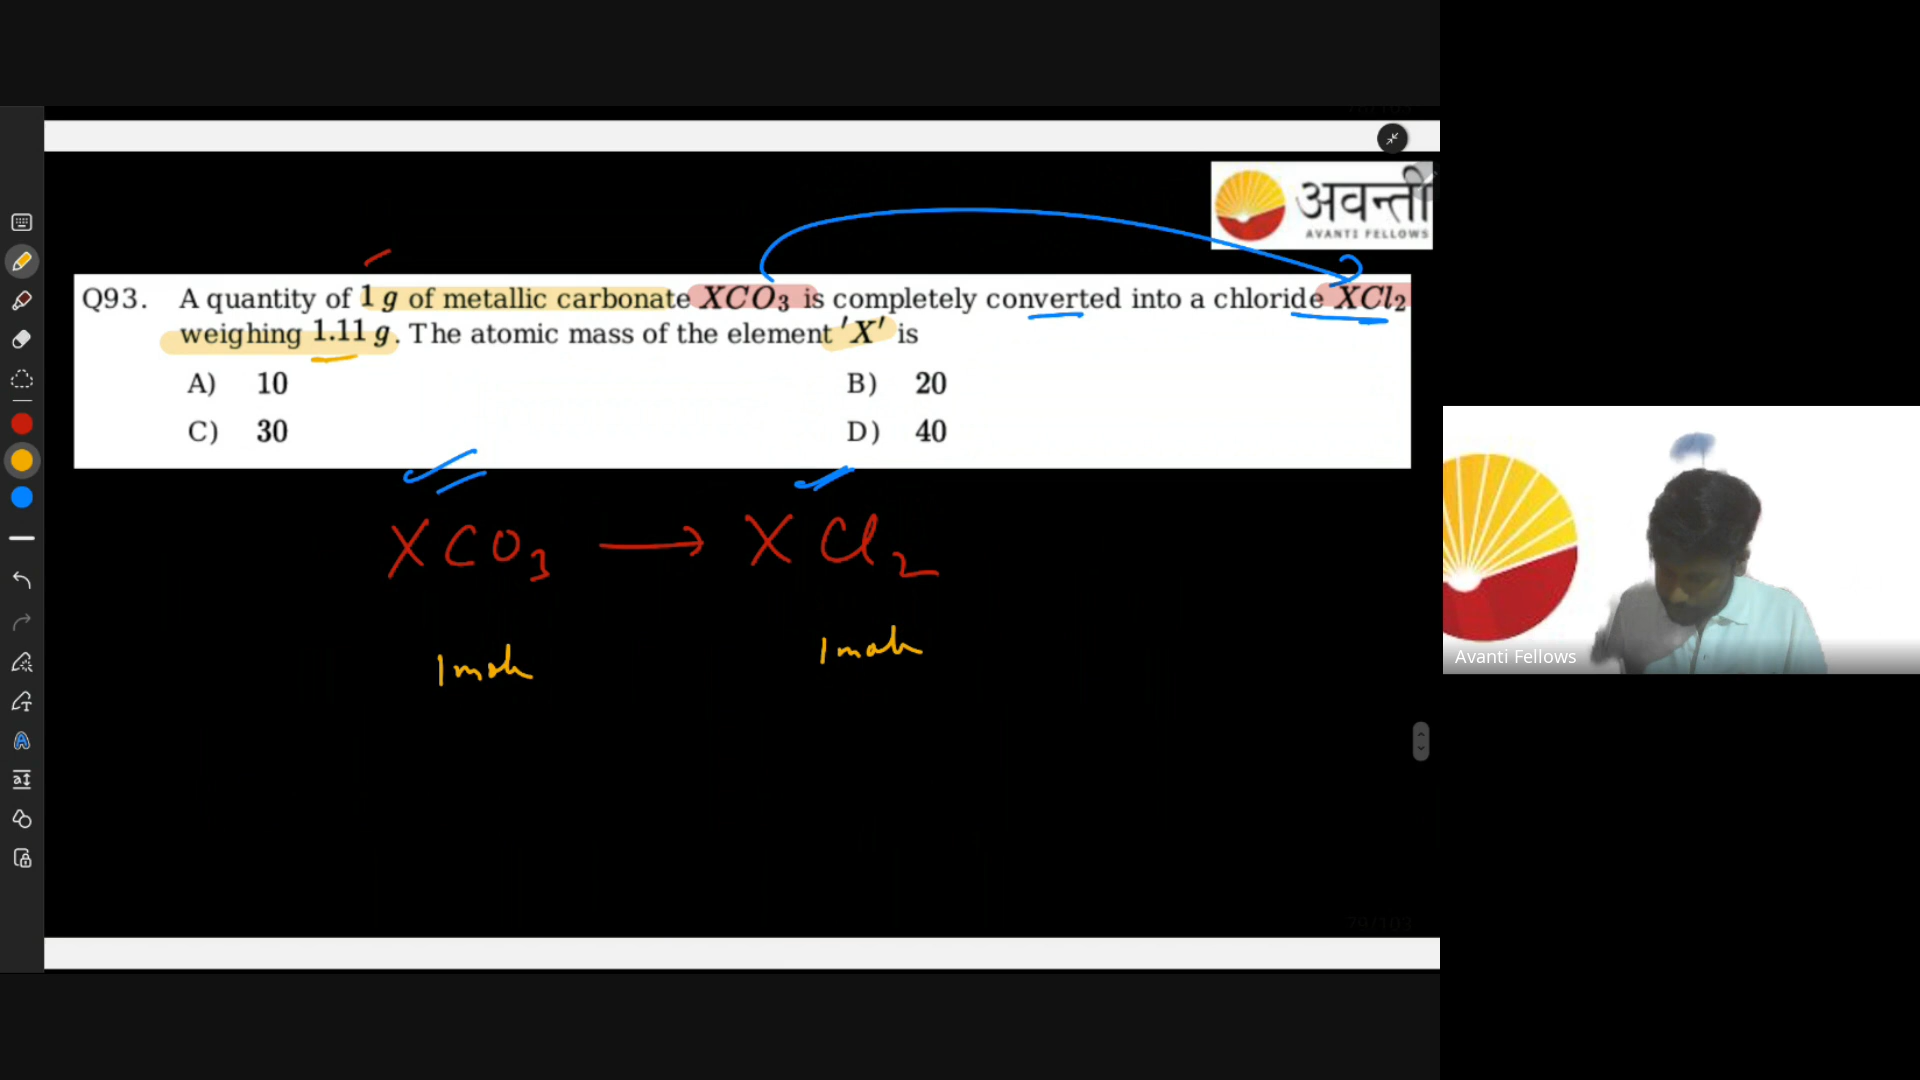 अवन्ती
AVANTI FELLOWS
Q93. A quantity of 1 g of metallic carbonate XCO₃ is completely converted into a chloride XCl₂
weighing 1.11 g. The atomic mass of the element 'X' is
A) 10 B) 20
C) 30 D) 40
XCO₃ → XCl₂
1 mole 1 mole
Avanti Fellows
79/103